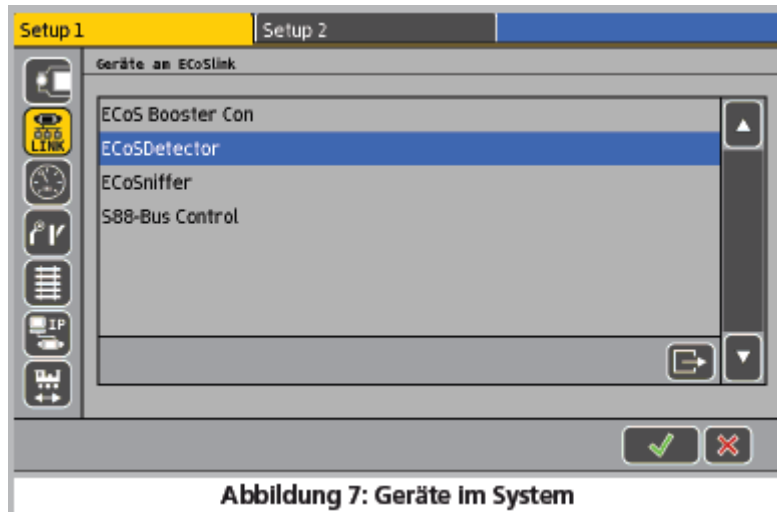 Setup 1
Setup 2
Geräte am ECoSlink
ECoS Booster Con
LINK
ECoSDetector
ECoSniffer
S88-Bus Control
IP
Abbildung 7: Geräte im System